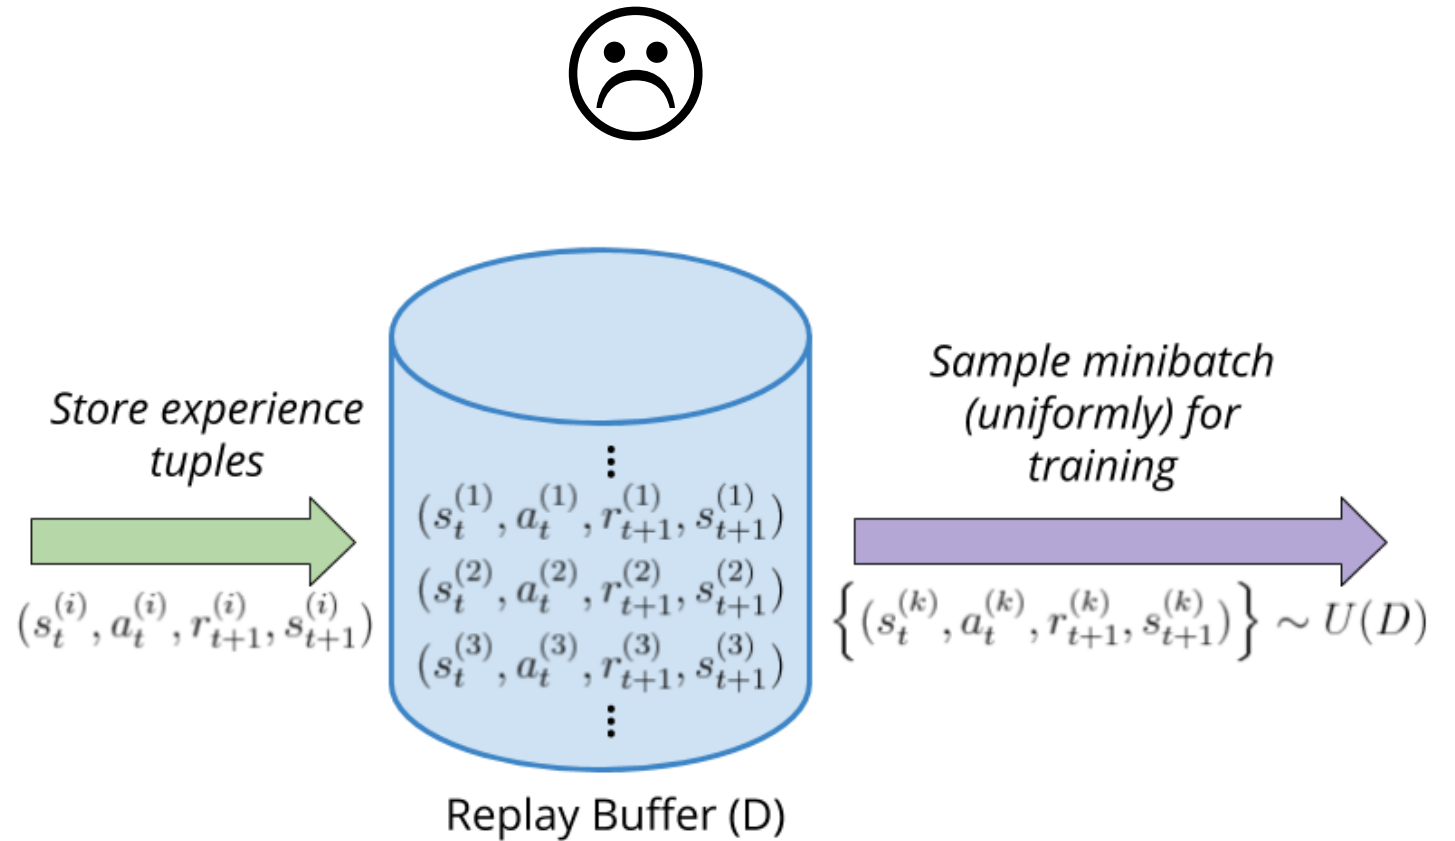 Store experience
tuples
(s_t^{(i)}, a_t^{(i)}, r_{t+1}^{(i)}, s_{t+1}^{(i)})
⋮
(s_t^{(1)}, a_t^{(1)}, r_{t+1}^{(1)}, s_{t+1}^{(1)})
(s_t^{(2)}, a_t^{(2)}, r_{t+1}^{(2)}, s_{t+1}^{(2)})
(s_t^{(3)}, a_t^{(3)}, r_{t+1}^{(3)}, s_{t+1}^{(3)})
⋮
Replay Buffer (D)
Sample minibatch
(uniformly) for
training
{(s_t^{(k)}, a_t^{(k)}, r_{t+1}^{(k)}, s_{t+1}^{(k)})} ∼ U(D)